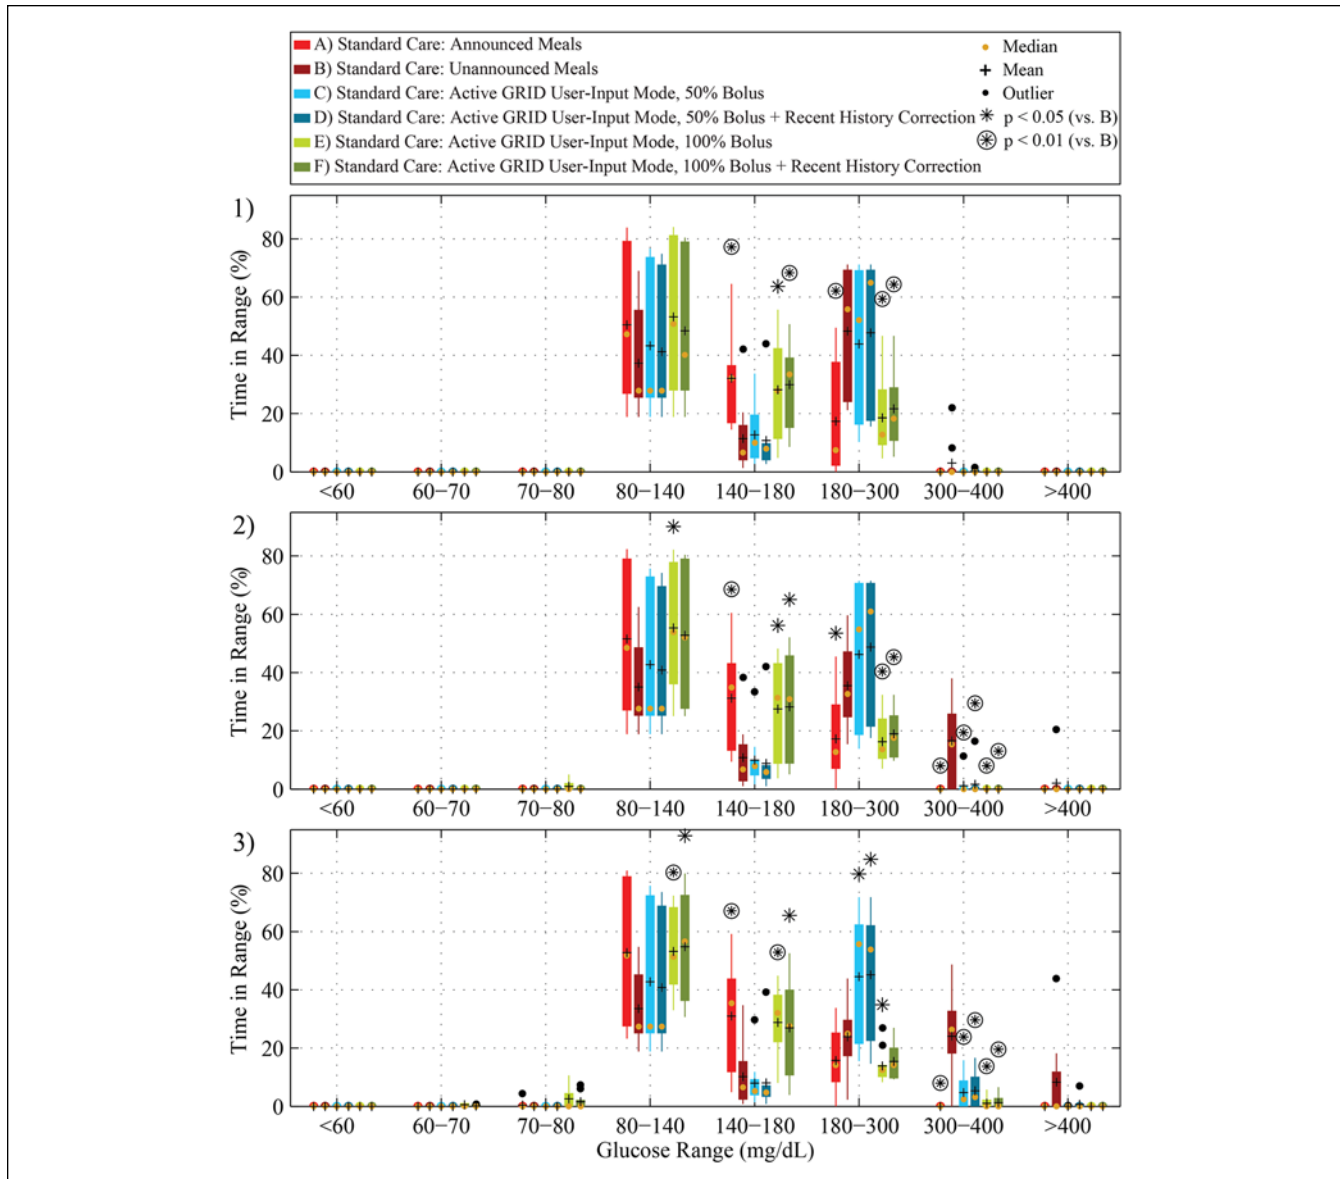 A) Standard Care: Announced Meals
B) Standard Care: Unannounced Meals
C) Standard Care: Active GRID User-Input Mode, 50% Bolus
D) Standard Care: Active GRID User-Input Mode, 50% Bolus + Recent History Correction
E) Standard Care: Active GRID User-Input Mode, 100% Bolus
F) Standard Care: Active GRID User-Input Mode, 100% Bolus + Recent History Correction
Median
Mean
Outlier
p < 0.05 (vs. B)
p < 0.01 (vs. B)
1)
Time in Range (%)
80
60
40
20
0
<60 60−70 70−80 80−140 140−180 180−300 300−400 >400
2)
Time in Range (%)
80
60
40
20
0
<60 60−70 70−80 80−140 140−180 180−300 300−400 >400
3)
Time in Range (%)
80
60
40
20
0
<60 60−70 70−80 80−140 140−180 180−300 300−400 >400
Glucose Range (mg/dL)